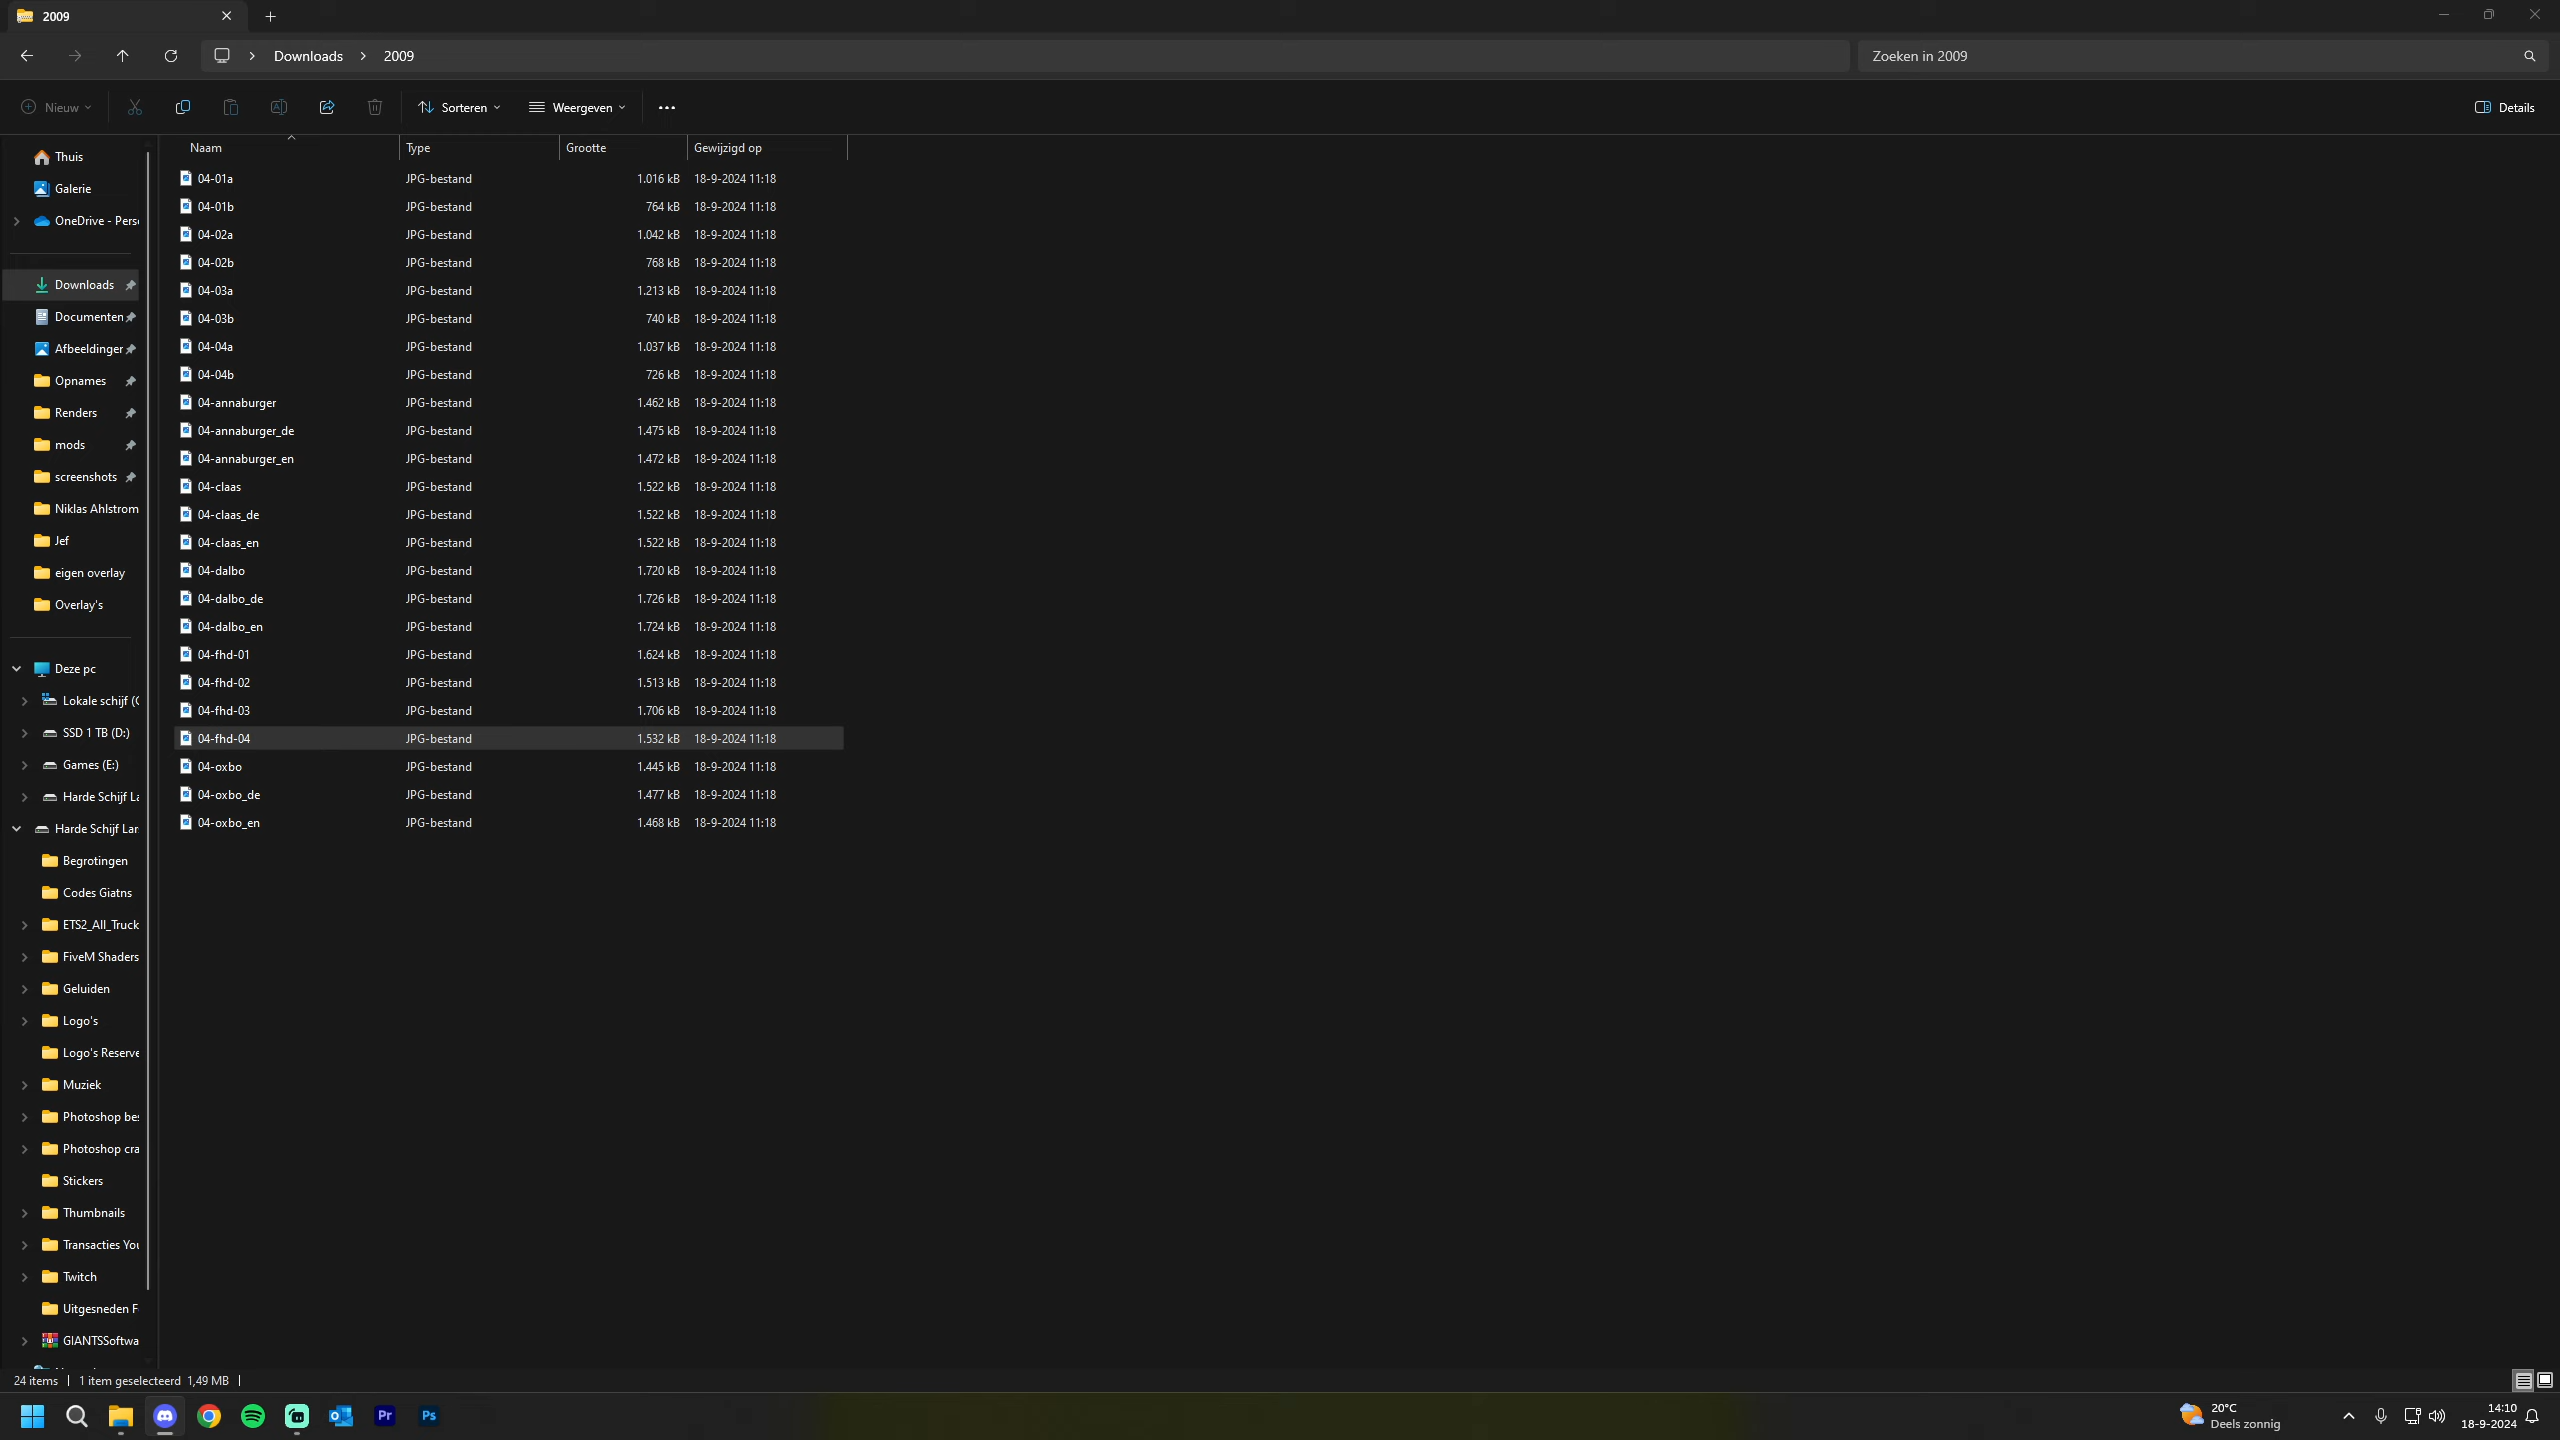 2009
Downloads
2009
Zoeken in 2009
Nieuw
Sorteren
Weergeven
Details
Naam Type Grootte Gewijzigd op
04-01a JPG-bestand 1.016 kB 18-9-2024 11:18
04-01b JPG-bestand 764 kB 18-9-2024 11:18
04-02a JPG-bestand 1.042 kB 18-9-2024 11:18
04-02b JPG-bestand 768 kB 18-9-2024 11:18
04-03a JPG-bestand 1.213 kB 18-9-2024 11:18
04-03b JPG-bestand 740 kB 18-9-2024 11:18
04-04a JPG-bestand 1.037 kB 18-9-2024 11:18
04-04b JPG-bestand 726 kB 18-9-2024 11:18
04-annaburger JPG-bestand 1.462 kB 18-9-2024 11:18
04-annaburger_de JPG-bestand 1.475 kB 18-9-2024 11:18
04-annaburger_en JPG-bestand 1.472 kB 18-9-2024 11:18
04-claas JPG-bestand 1.522 kB 18-9-2024 11:18
04-claas_de JPG-bestand 1.522 kB 18-9-2024 11:18
04-claas_en JPG-bestand 1.522 kB 18-9-2024 11:18
04-dalbo JPG-bestand 1.720 kB 18-9-2024 11:18
04-dalbo_de JPG-bestand 1.726 kB 18-9-2024 11:18
04-dalbo_en JPG-bestand 1.724 kB 18-9-2024 11:18
04-fhd-01 JPG-bestand 1.624 kB 18-9-2024 11:18
04-fhd-02 JPG-bestand 1.513 kB 18-9-2024 11:18
04-fhd-03 JPG-bestand 1.706 kB 18-9-2024 11:18
04-fhd-04 JPG-bestand 1.532 kB 18-9-2024 11:18
04-oxbo JPG-bestand 1.445 kB 18-9-2024 11:18
04-oxbo_de JPG-bestand 1.477 kB 18-9-2024 11:18
04-oxbo_en JPG-bestand 1.468 kB 18-9-2024 11:18
Thuis
Galerie
OneDrive - Pers
Downloads
Documenten
Afbeeldinger
Opnames
Renders
mods
screenshots
Niklas Ahlstrom
Jef
eigen overlay
Overlay's
Deze pc
Lokale schijf (C
SSD 1 TB (D:)
Games (E:)
Harde Schijf La
Harde Schijf Lar
Begrotingen
Codes Giatns
ETS2_All_Truck
FiveM Shaders
Geluiden
Logo's
Logo's Reserve
Muziek
Photoshop bes
Photoshop cra
Stickers
Thumbnails
Transacties You
Twitch
Uitgesneden F
GIANTSSoftwa
24 items
1 item geselecteerd 1,49 MB
Pr
Ps
20°C
Deels zonnig
14:10
18-9-2024